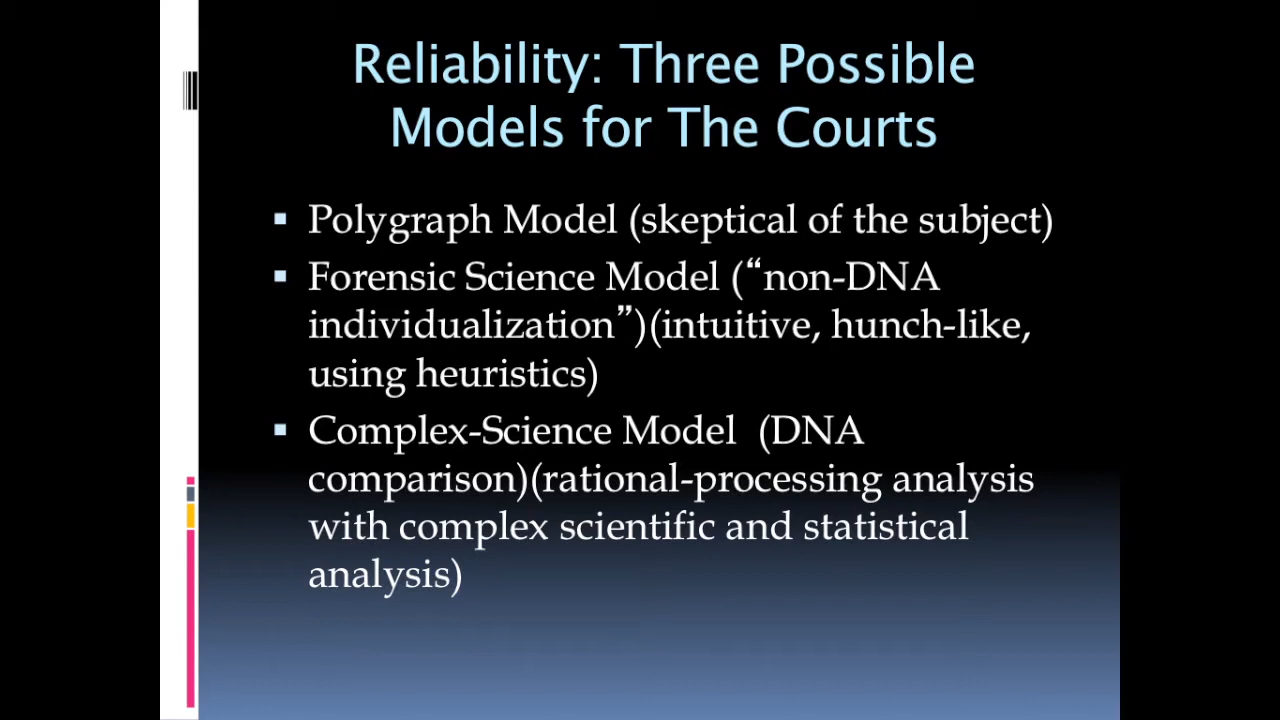 Reliability: Three Possible
Models for The Courts
▪ Polygraph Model (skeptical of the subject)
▪ Forensic Science Model (“non-DNA
individualization”)(intuitive, hunch-like,
using heuristics)
▪ Complex-Science Model  (DNA
comparison)(rational-processing analysis
with complex scientific and statistical
analysis)